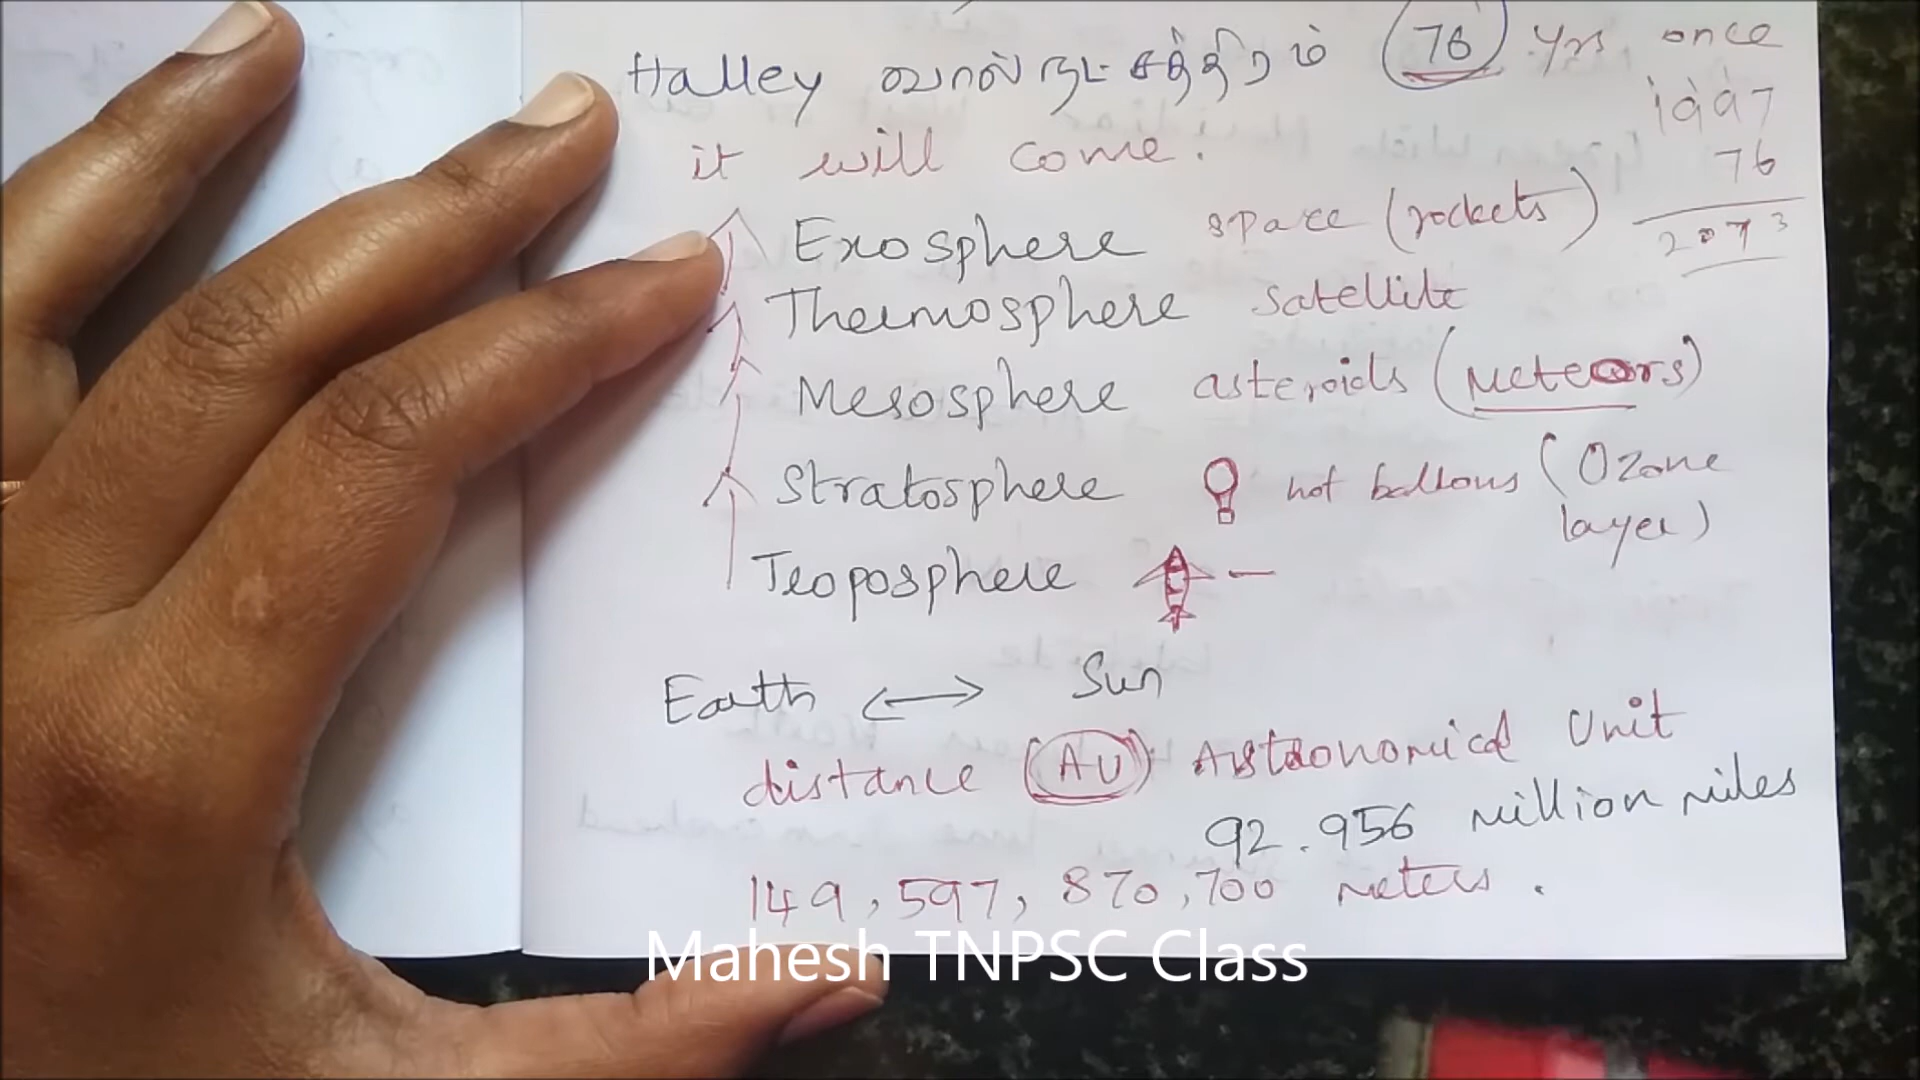 Halley வால் நட்சத்திரம் 76 yrs once
1997
it will come.
76
2073
Exosphere space (rockets)
Thermosphere satellite
Mesosphere asteroids (Meteors)
Stratosphere hot ballons (Ozone
layer)
Troposphere
Earth ↔ Sun
distance (AU) Astronomical Unit
92.956 million miles
149,597,870,700 meters.
Mahesh TNPSC Class